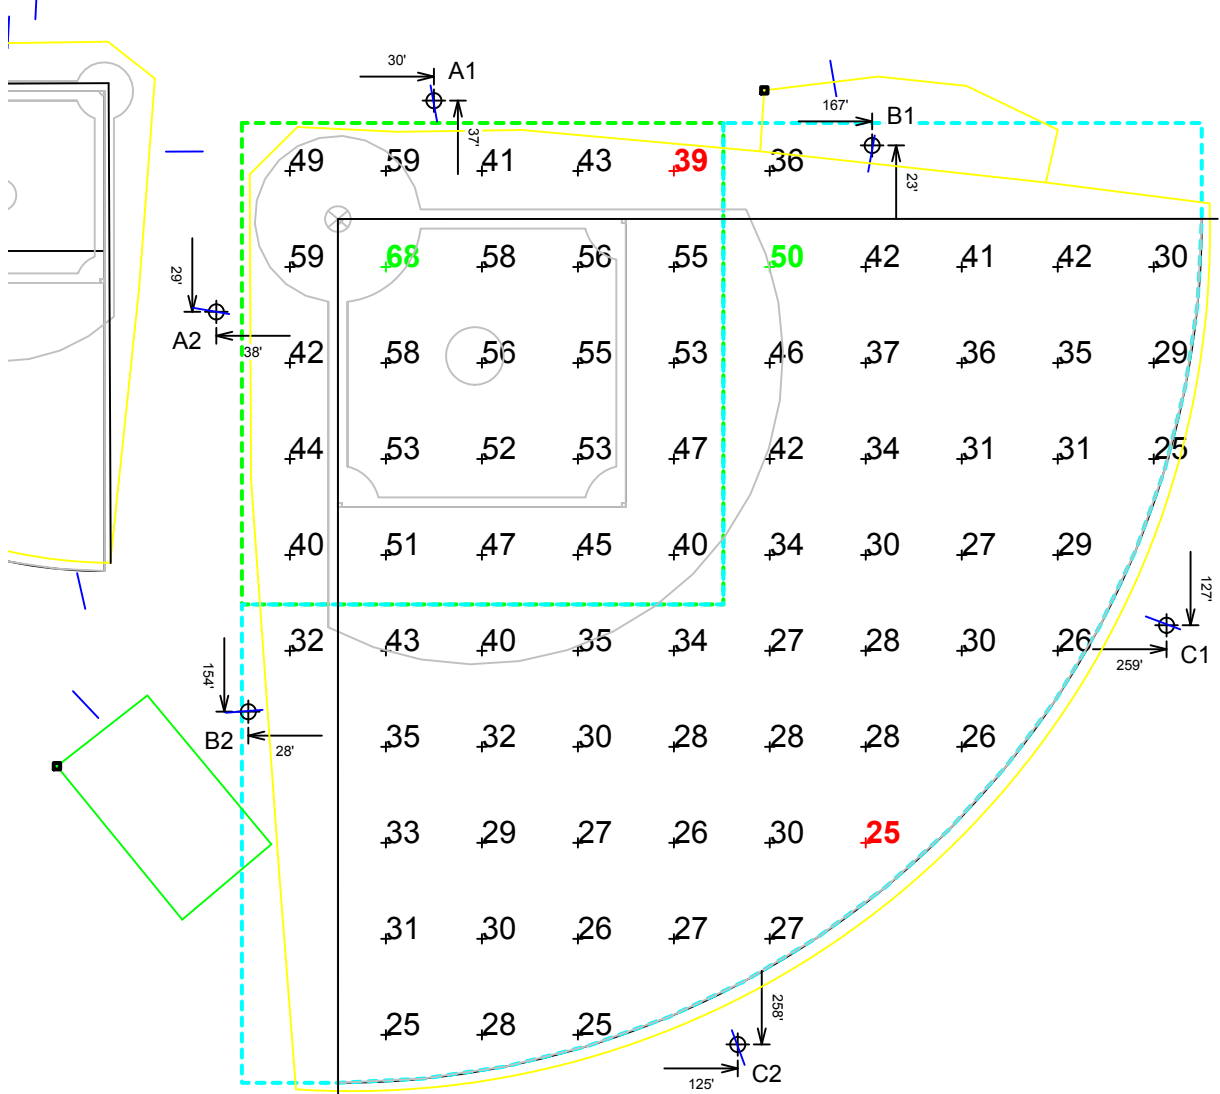 30' A1
37'
167' B1
23'
49 59 41 43 39 36
59 68 58 56 55 50 42 41 42 30
29'
A2 38'
42 58 56 55 53 46 37 36 35 29
44 53 52 53 47 42 34 31 31 25
40 51 47 45 40 34 30 27 29
127'
32 43 40 35 34 27 28 30 26
259' C1
154'
B2 28'
35 32 30 28 28 28 26
33 29 27 26 30 25
31 30 26 27 27
258'
25 28 25
125' C2